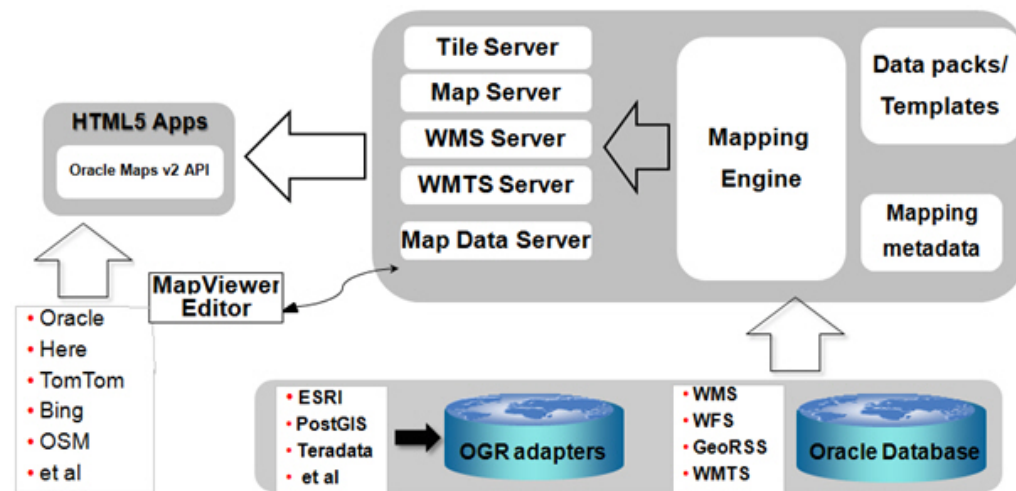 Tile Server
Map Server
WMS Server
WMTS Server
Map Data Server
Mapping
Engine
Data packs/
Templates
Mapping
metadata
HTML5 Apps
Oracle Maps v2 API
MapViewer
Editor
• Oracle
• Here
• TomTom
• Bing
• OSM
• et al
• ESRI
• PostGIS
• Teradata
• et al
OGR adapters
• WMS
• WFS
• GeoRSS
• WMTS
Oracle Database